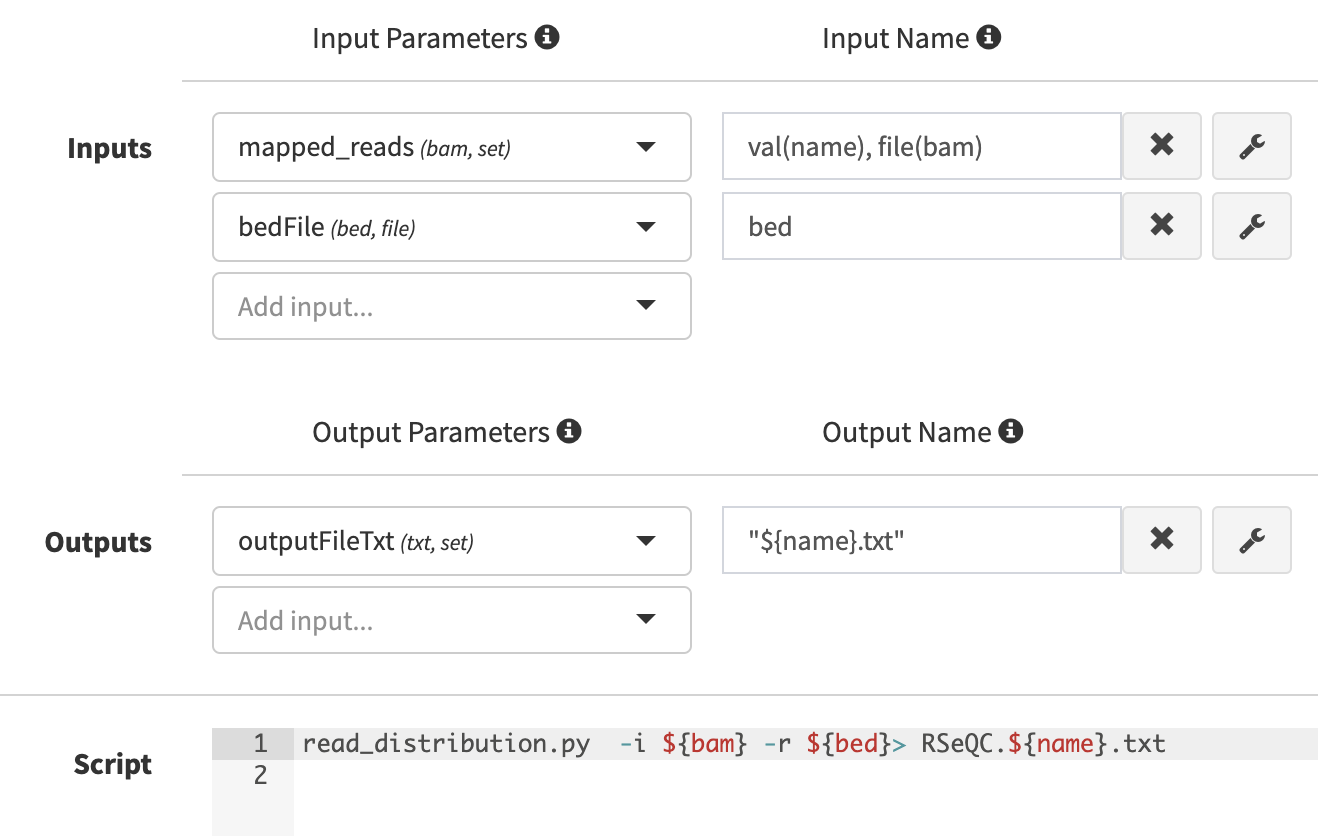 Input Parameters Input Name
Inputs mapped_reads (bam, set) val(name), file(bam)
bedFile (bed, file) bed
Add input...
Output Parameters Output Name
Outputs outputFileTxt (txt, set) "${name}.txt"
Add input...
Script 1 read_distribution.py  -i ${bam} -r ${bed}> RSeQC.${name}.txt
2